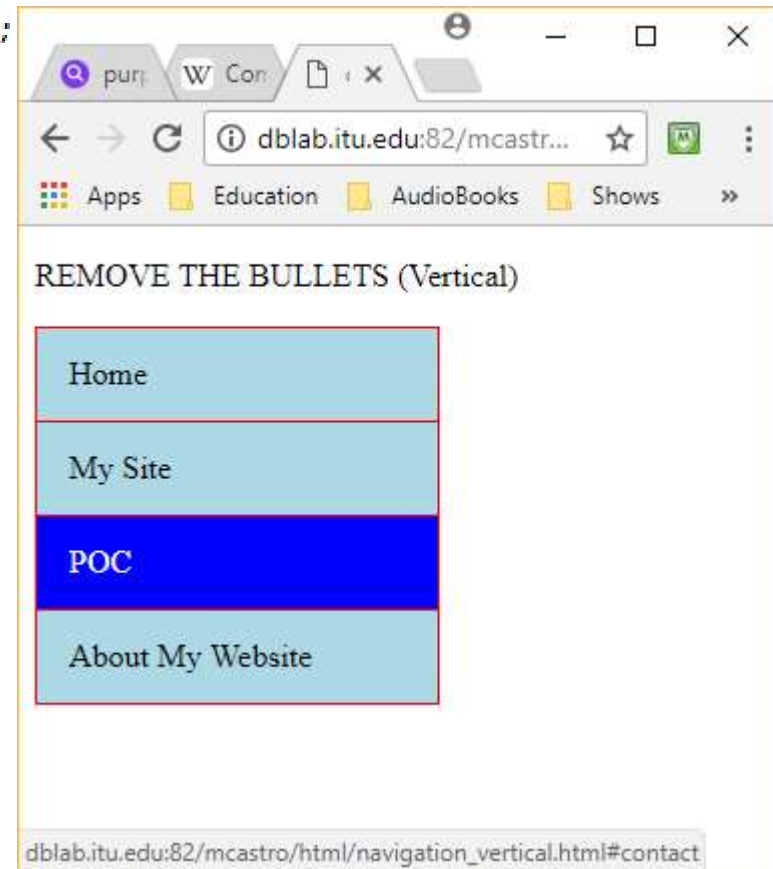 purp
W Con
dblab.itu.edu:82/mcastr...
Apps Education AudioBooks Shows »
REMOVE THE BULLETS (Vertical)
Home
My Site
POC
About My Website
dblab.itu.edu:82/mcastro/html/navigation_vertical.html#contact